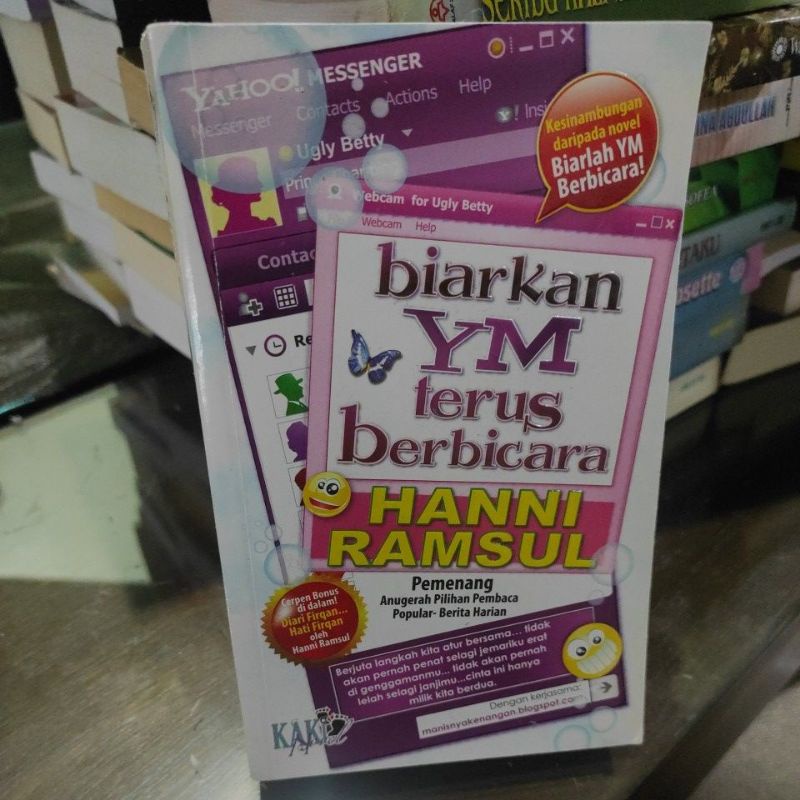 YAHOO! MESSENGER
Messenger Contacts Actions Help
Ugly Betty
Y!
Kesinambungan
daripada novel
Biarlah YM
Berbicara!
Webcam for Ugly Betty
Webcam Help
biarkan
YM
terus
berbicara
HANNI
RAMSUL
Pemenang
Anugerah Pilihan Pembaca
Popular- Berita Harian
Cerpen Bonus
di dalam!
Diari Firqan...
Hati Firqan
oleh
Hanni Ramsul
Berjuta langkah kita atur bersama... tidak
akan pernah penat selagi jemariku erat
di genggamanmu... tidak akan pernah
lelah selagi janjimu...cinta ini hanya
milik kita berdua.
Dengan kerjasama:
manisnyakenangan.blogspot.com
KAKI
ABDULLAH